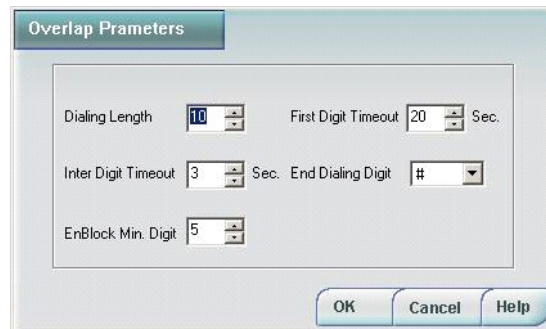 Overlap Prameters
Dialing Length 10 First Digit Timeout 20 Sec.
Inter Digit Timeout 3 Sec. End Dialing Digit #
EnBlock Min. Digit 5
OK Cancel Help